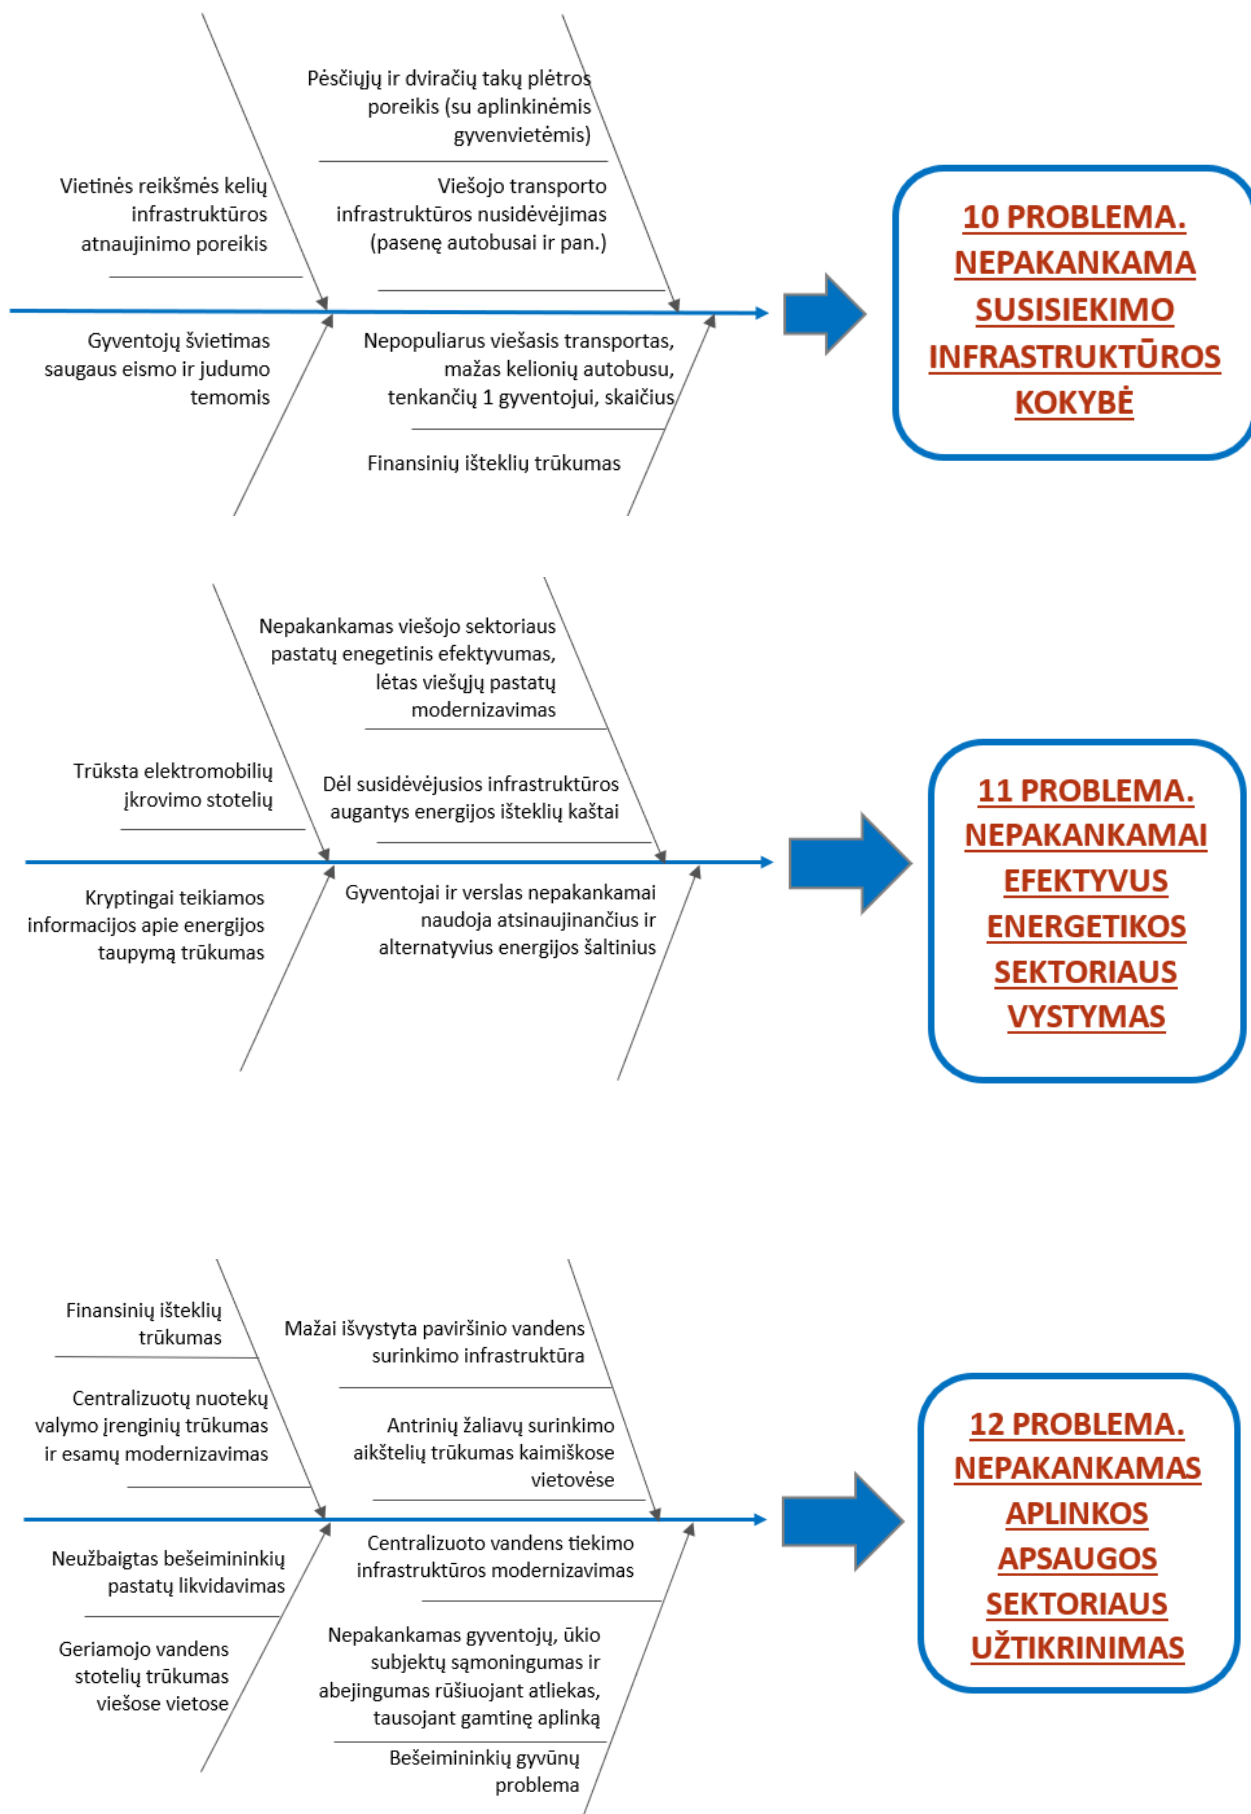 Pėsčiųjų ir dviračių takų plėtros
poreikis (su aplinkinėmis
gyvenvietėmis)
Vietinės reikšmės kelių
infrastruktūros
atnaujinimo poreikis
Viešojo transporto
infrastruktūros nusidėvėjimas
(pasenę autobusai ir pan.)
Gyventojų švietimas
saugaus eismo ir judumo
temomis
Nepopuliarus viešasis transportas,
mažas kelionių autobusu,
tenkančių 1 gyventojui, skaičius
Finansinių išteklių trūkumas
10 PROBLEMA.
NEPAKANKAMA
SUSISIEKIMO
INFRASTRUKTŪROS
KOKYBĖ
Nepakankamas viešojo sektoriaus
pastatų enegetinis efektyvumas,
lėtas viešųjų pastatų
modernizavimas
Trūksta elektromobilių
įkrovimo stotelių
Dėl susidėvėjusios infrastruktūros
augantys energijos išteklių kaštai
Kryptingai teikiamos
informacijos apie energijos
taupymą trūkumas
Gyventojai ir verslas nepakankamai
naudoja atsinaujinančius ir
alternatyvius energijos šaltinius
11 PROBLEMA.
NEPAKANKAMAI
EFEKTYVUS
ENERGETIKOS
SEKTORIAUS
VYSTYMAS
Finansinių išteklių
trūkumas
Mažai išvystyta paviršinio vandens
surinkimo infrastruktūra
Centralizuotų nuotekų
valymo įrenginių trūkumas
ir esamų modernizavimas
Antrinių žaliavų surinkimo
aikštelių trūkumas kaimiškose
vietovėse
Neužbaigtas bešeimininkių
pastatų likvidavimas
Centralizuoto vandens tiekimo
infrastruktūros modernizavimas
Geriamojo vandens
stotelių trūkumas
viešose vietose
Nepakankamas gyventojų, ūkio
subjektų sąmoningumas ir
abejingumas rūšiuojant atliekas,
tausojant gamtinę aplinką
Bešeimininkių gyvūnų
problema
12 PROBLEMA.
NEPAKANKAMAS
APLINKOS
APSAUGOS
SEKTORIAUS
UŽTIKRINIMAS